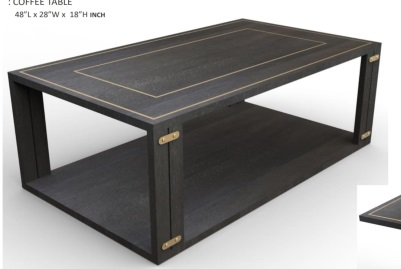 : COFFEE TABLE
48"L x 28"W x 18"H INCH